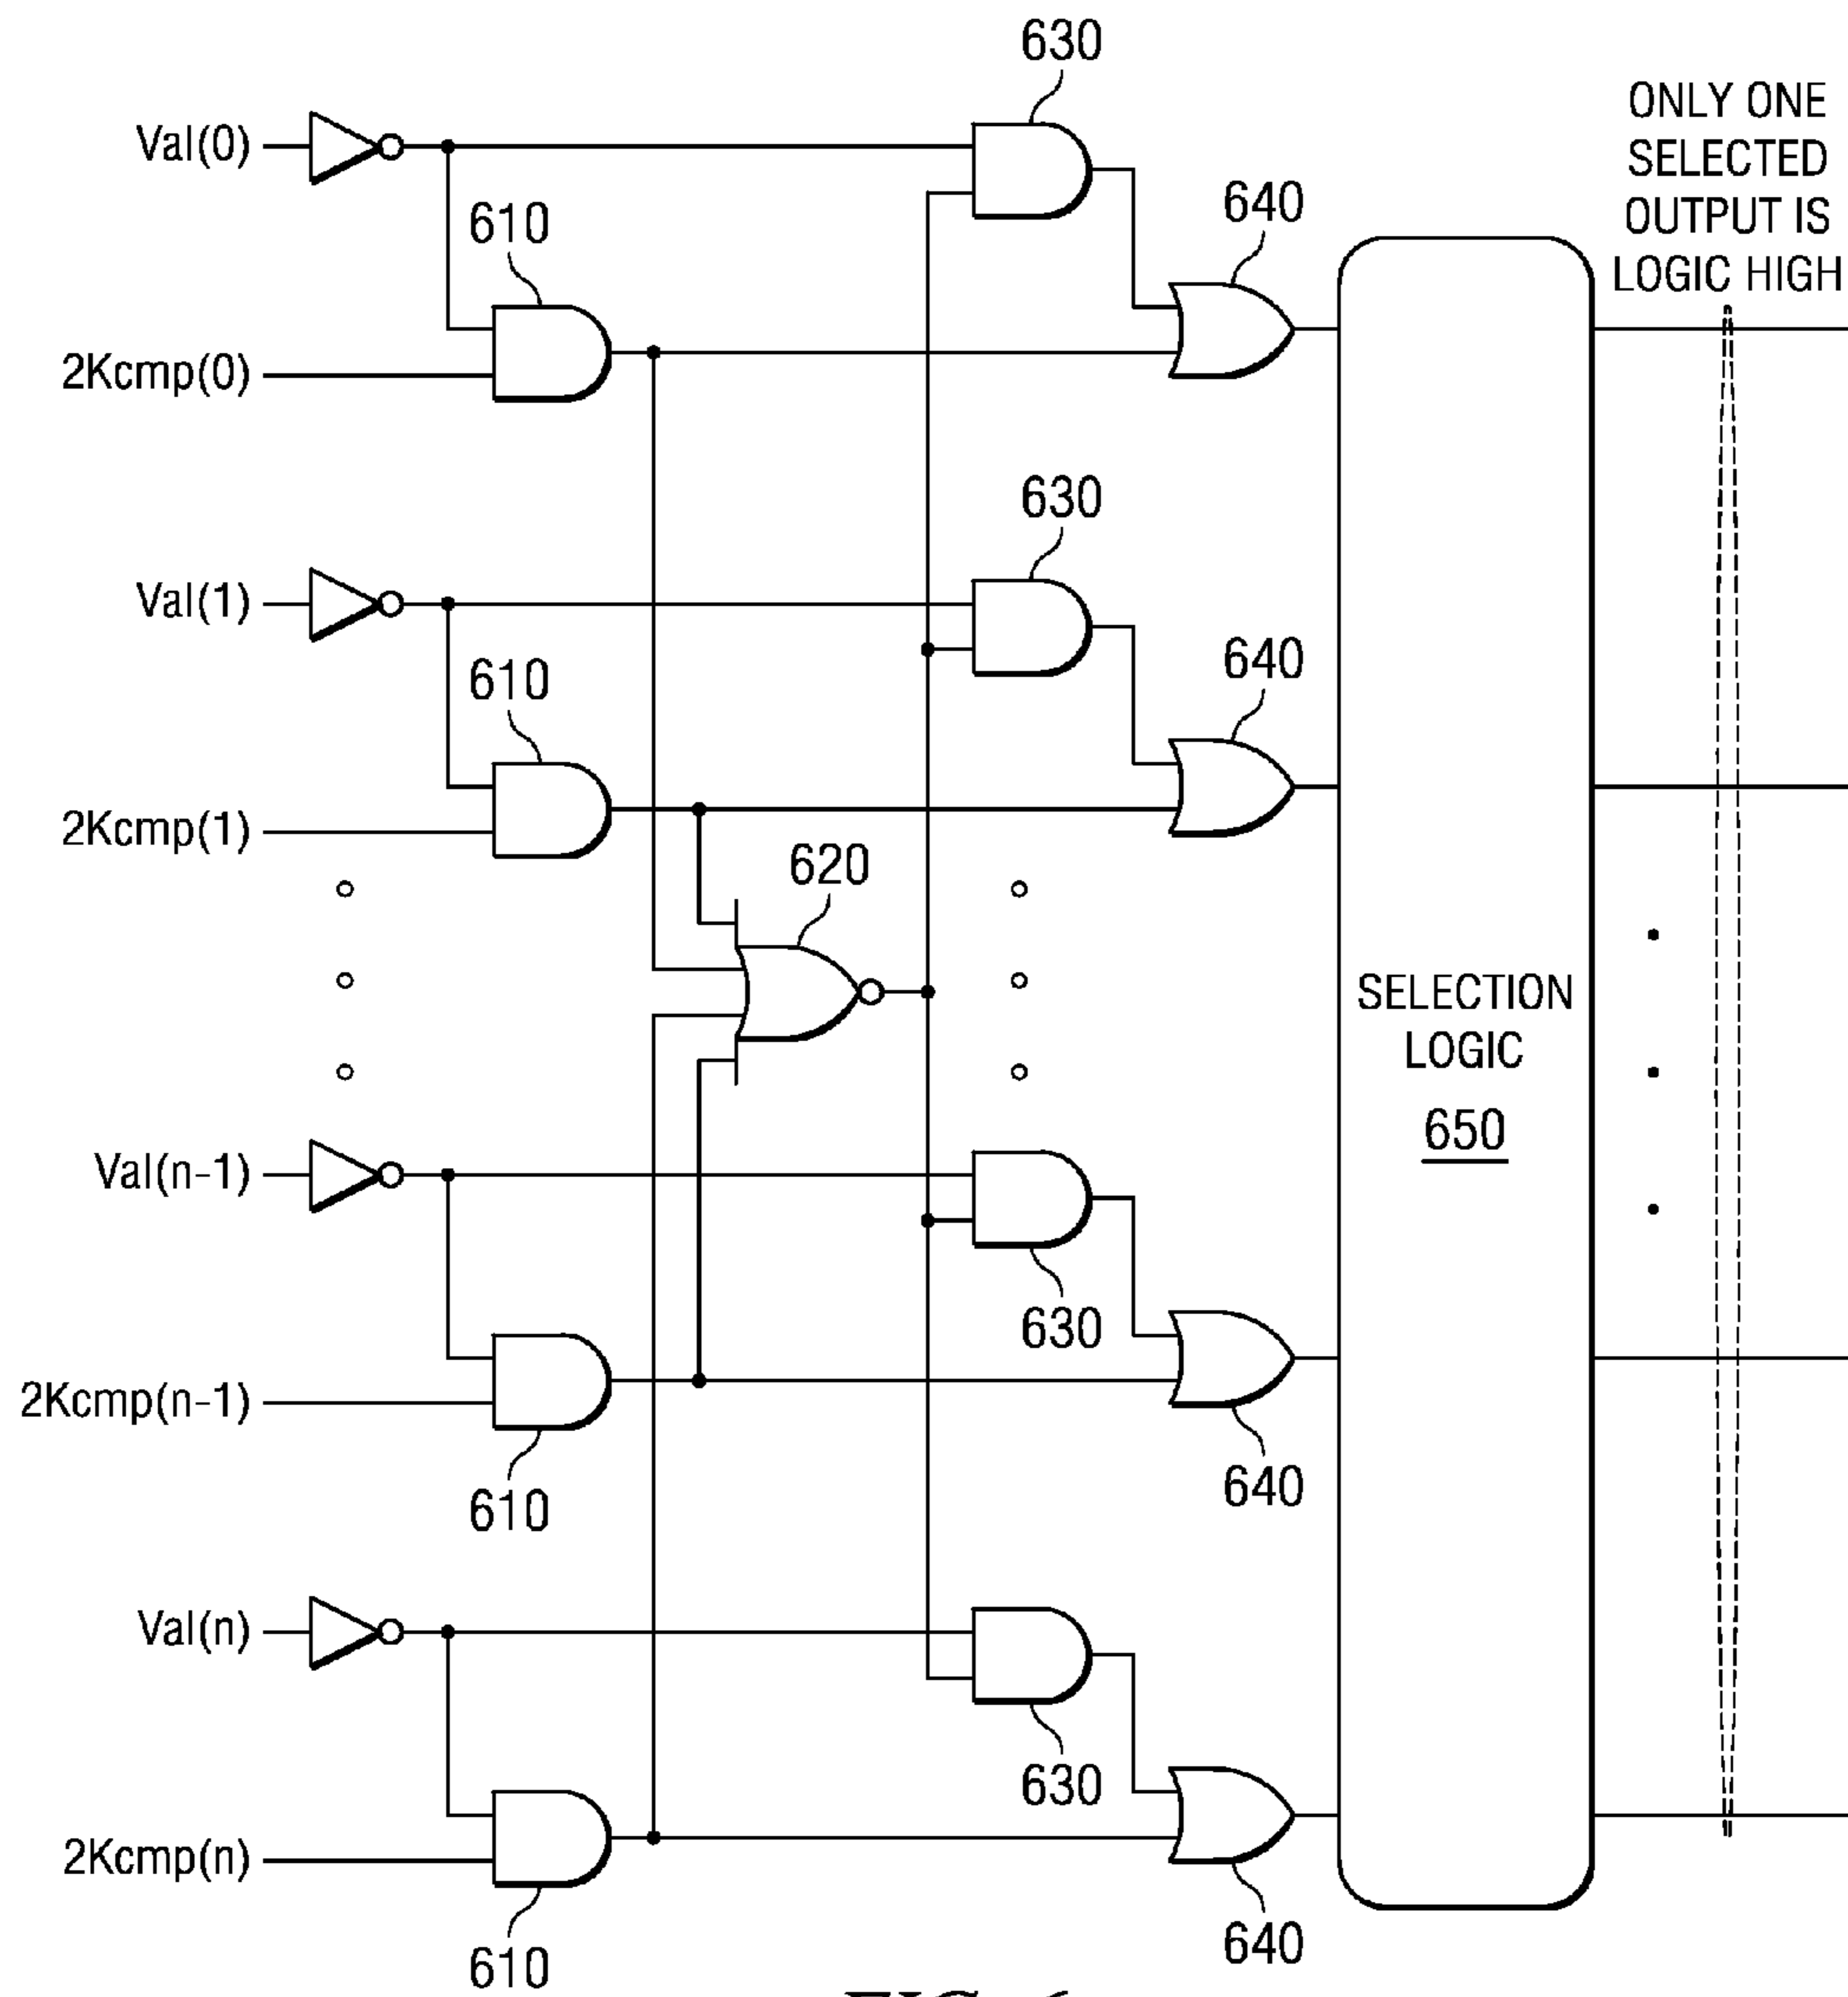 630
ONLY ONE
SELECTED
OUTPUT IS
LOGIC HIGH
Val(0)
640
610
2Kcmp(0)
630
Val(1)
640
610
2Kcmp(1)
620
SELECTION
LOGIC
650
Val(n-1)
630
2Kcmp(n-1)
640
610
Val(n)
630
2Kcmp(n)
640
610